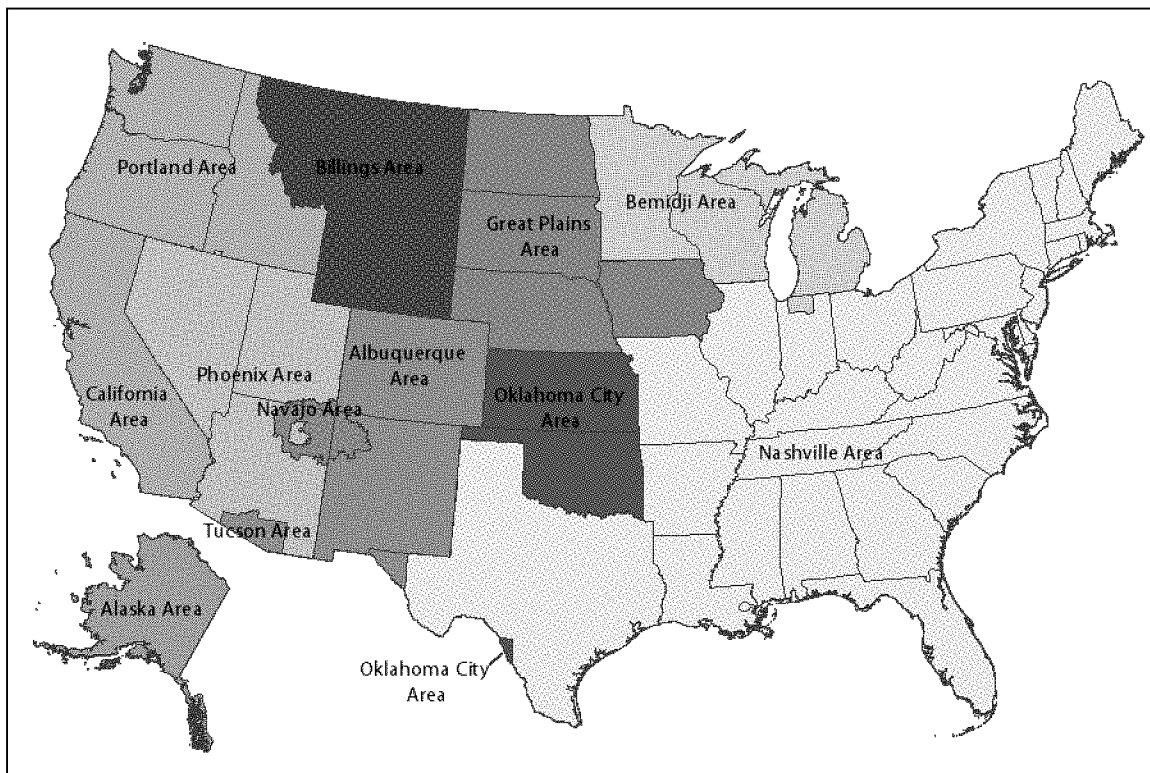 Portland Area
Billings Area
Bemidji Area
Great Plains
Area
Albuquerque
Area
Phoenix Area
California
Area
Navajo Area
Oklahoma City
Area
Nashville Area
Tucson Area
Alaska Area
Oklahoma City
Area